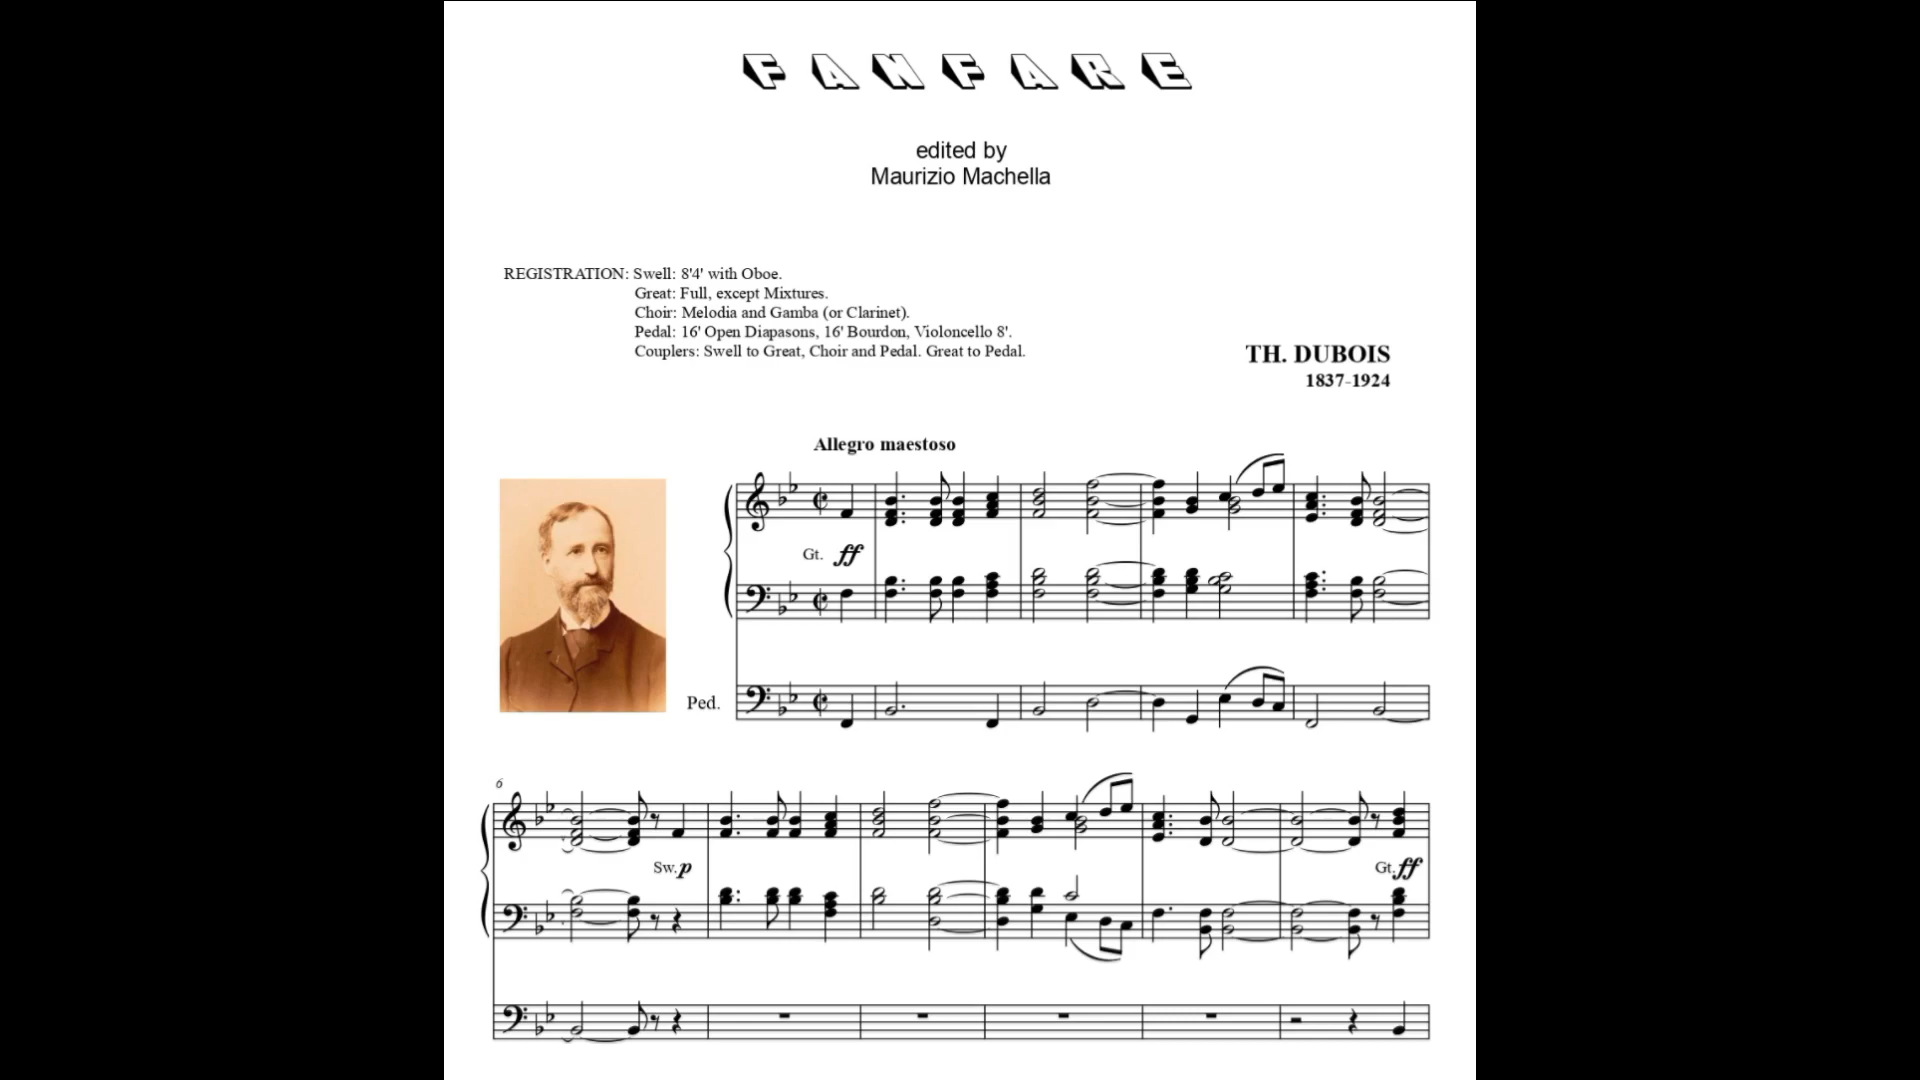 FANFARE
edited by
Maurizio Machella
REGISTRATION: Swell: 8'4' with Oboe.
Great: Full, except Mixtures.
Choir: Melodia and Gamba (or Clarinet).
Pedal: 16' Open Diapasons, 16' Bourdon, Violoncello 8'.
Couplers: Swell to Great, Choir and Pedal. Great to Pedal.
TH. DUBOIS
1837-1924
Allegro maestoso
Gt. ff
Ped.
6
Sw. p
Gt. ff